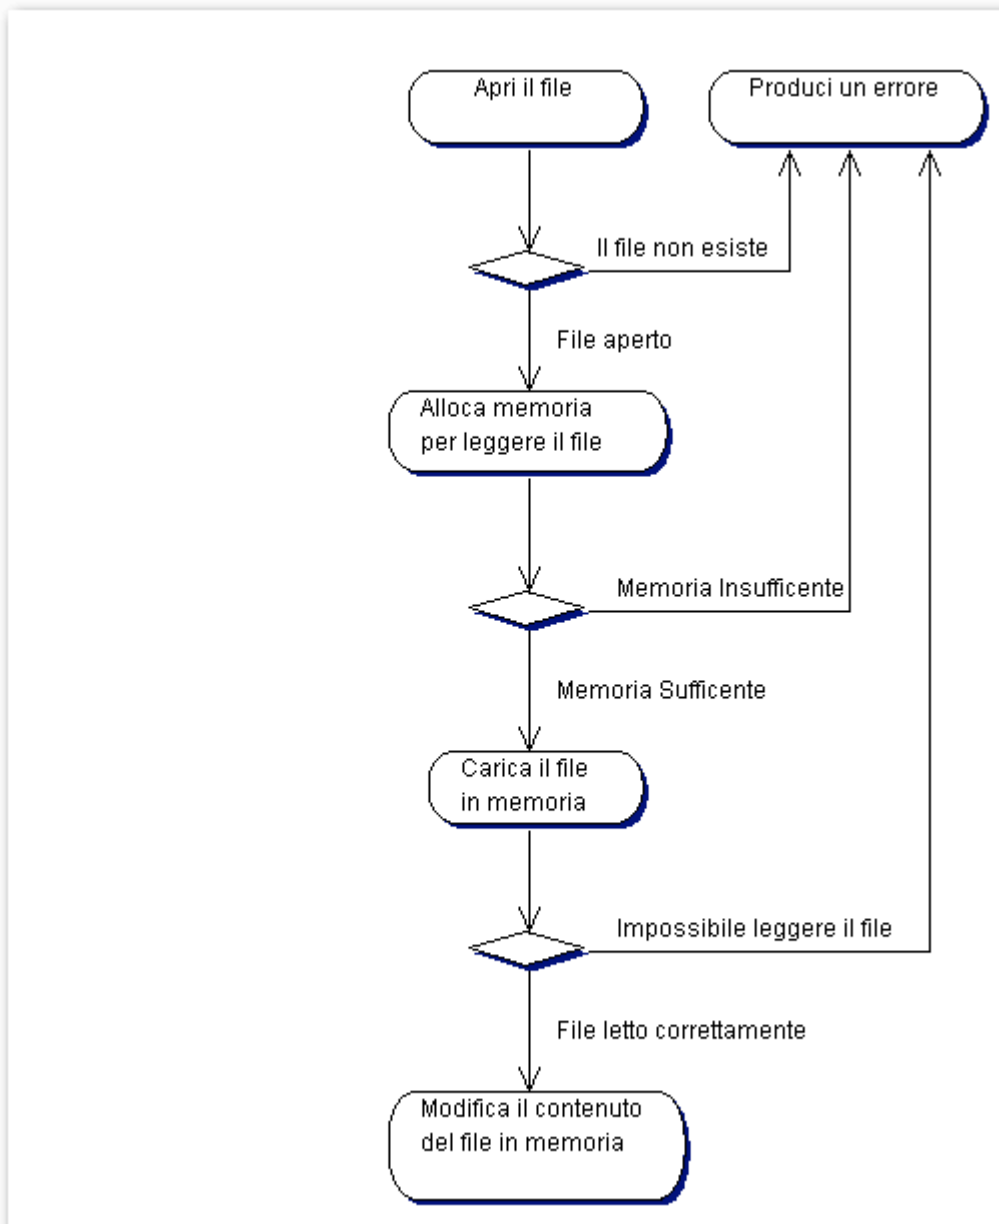 Apri il file
Produci un errore
Il file non esiste
File aperto
Alloca memoria
per leggere il file
Memoria Insufficente
Memoria Sufficente
Carica il file
in memoria
Impossibile leggere il file
File letto correttamente
Modifica il contenuto
del file in memoria